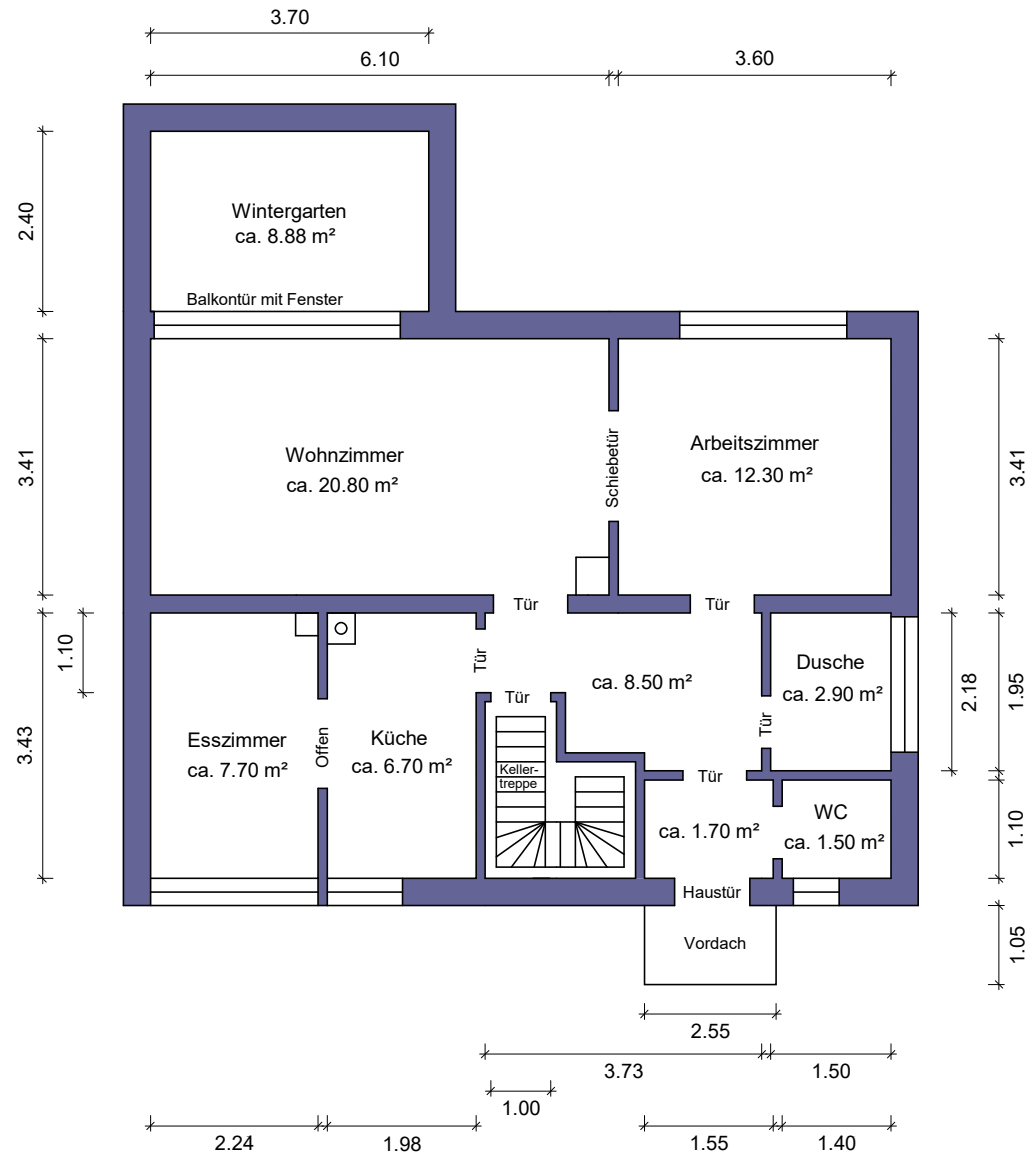 3.70
6.10
3.60
2.40
Wintergarten
ca. 8.88 m²
Balkontür mit Fenster
3.41
Wohnzimmer
ca. 20.80 m²
Schiebetür
Arbeitszimmer
ca. 12.30 m²
3.41
Tür
Tür
1.10
3.43
Esszimmer
ca. 7.70 m²
Offen
Küche
ca. 6.70 m²
Tür
Tür
Keller-
treppe
ca. 8.50 m²
Tür
Dusche
ca. 2.90 m²
2.18
1.95
Tür
ca. 1.70 m²
WC
ca. 1.50 m²
1.10
Haustür
Vordach
1.05
2.55
3.73
1.50
1.00
2.24
1.98
1.55
1.40